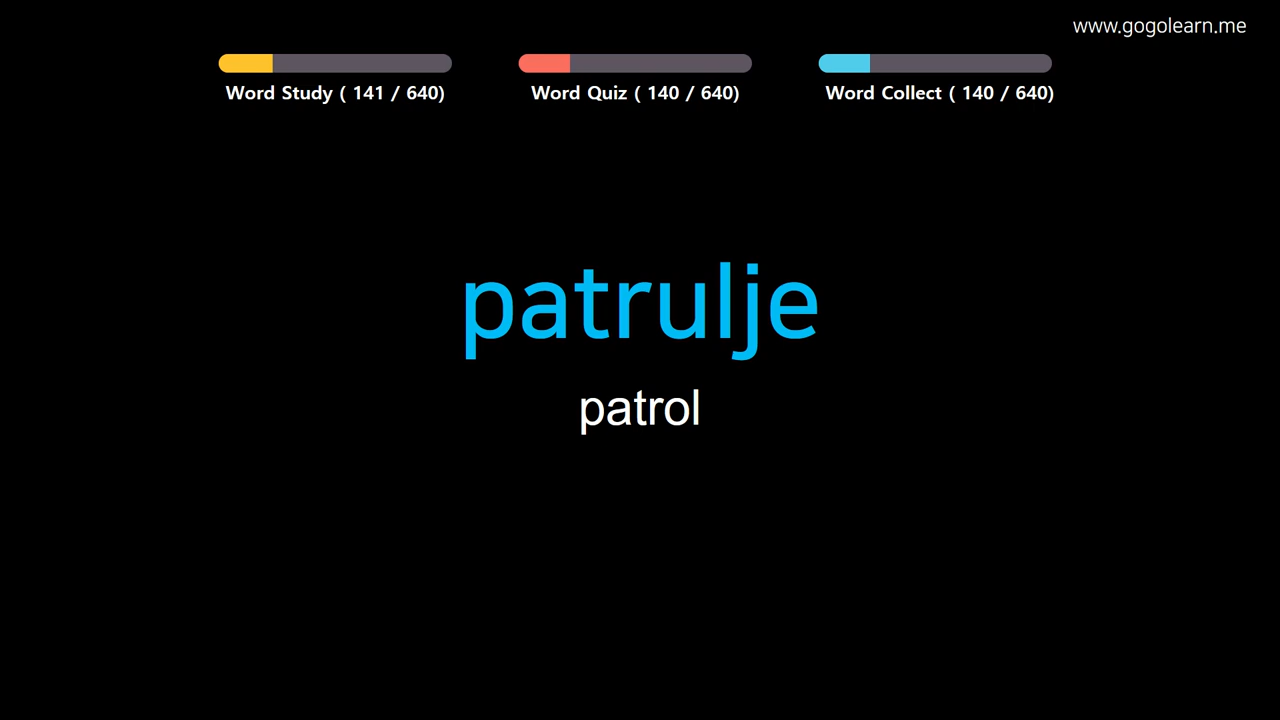 www.gogolearn.me
Word Study ( 141 / 640)
Word Quiz ( 140 / 640)
Word Collect ( 140 / 640)
patrulje
patrol